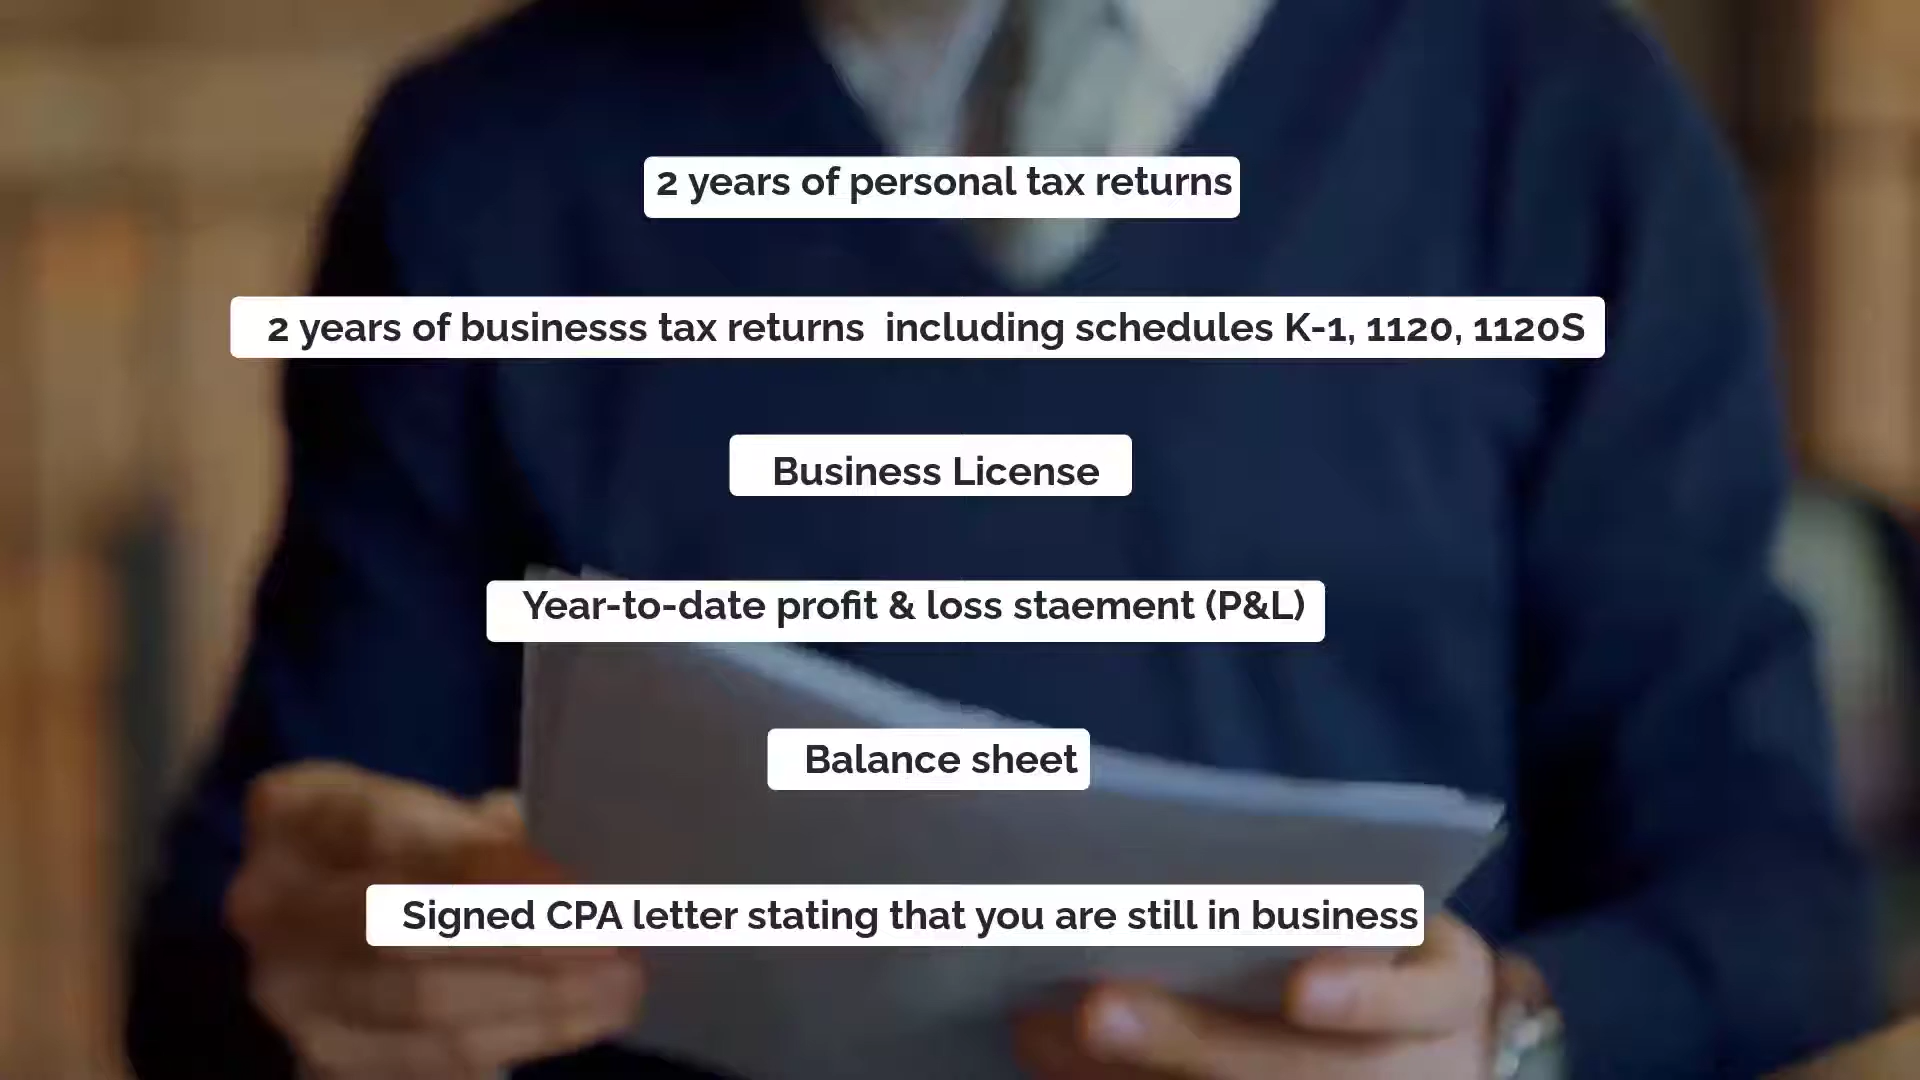 2 years of personal tax returns
2 years of businesss tax returns  including schedules K-1, 1120, 1120S
Business License
Year-to-date profit & loss staement (P&L)
Balance sheet
Signed CPA letter stating that you are still in business